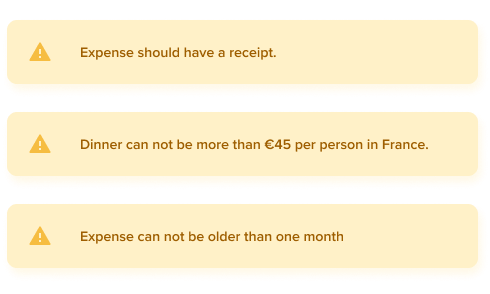 Expense should have a receipt.
Dinner can not be more than €45 per person in France.
Expense can not be older than one month